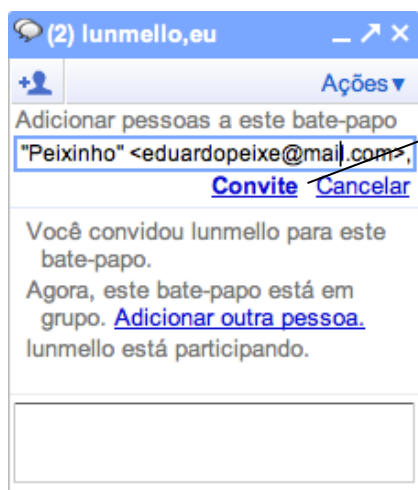 (2) lunmello,eu
Ações▼
Adicionar pessoas a este bate-papo
"Peixinho" <eduardopeixe@mail.com>,
Convite Cancelar
Você convidou lunmello para este
bate-papo.
Agora, este bate-papo está em
grupo. Adicionar outra pessoa.
lunmello está participando.